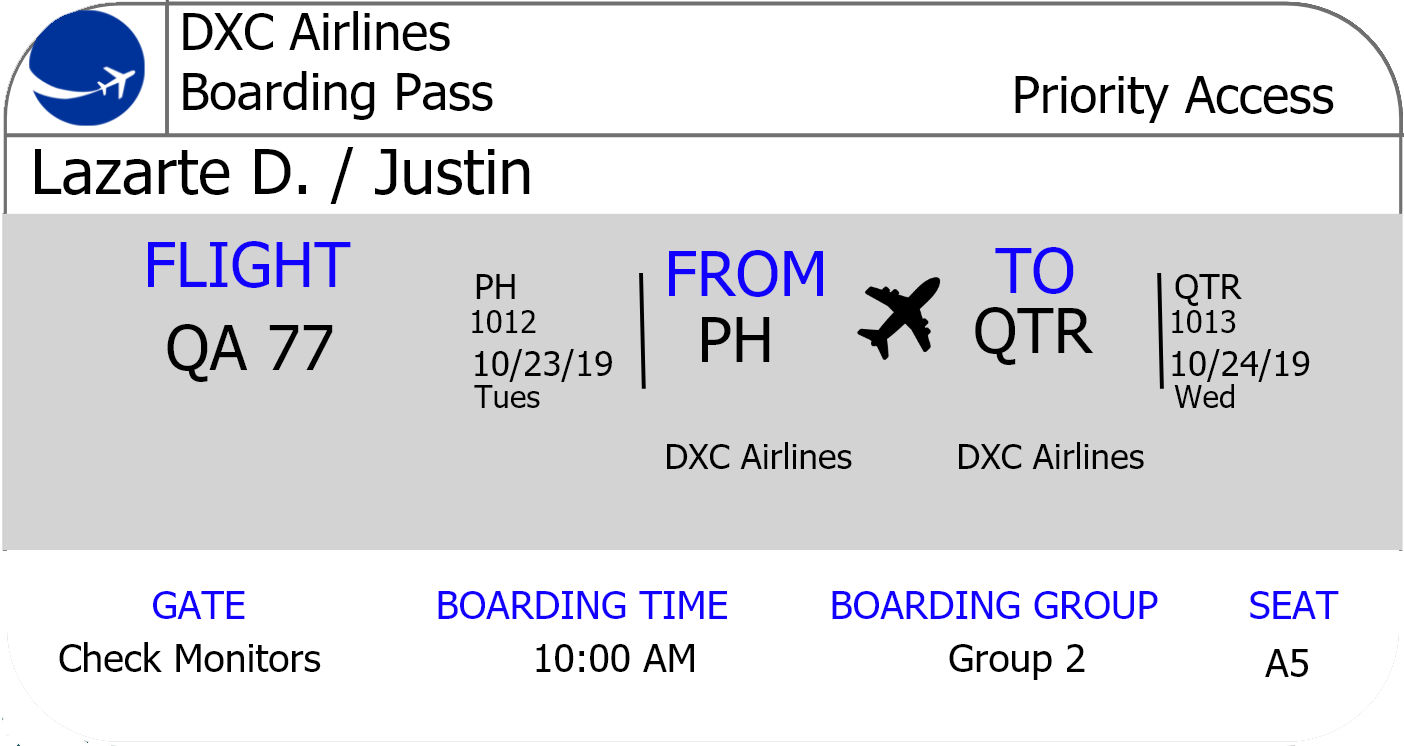 DXC Airlines
Boarding Pass
Priority Access
Lazarte D. / Justin
FLIGHT
QA 77
PH
1012
10/23/19
Tues
FROM
PH
TO
QTR
QTR
1013
10/24/19
Wed
DXC Airlines
DXC Airlines
GATE
Check Monitors
BOARDING TIME
10:00 AM
BOARDING GROUP
Group 2
SEAT
A5